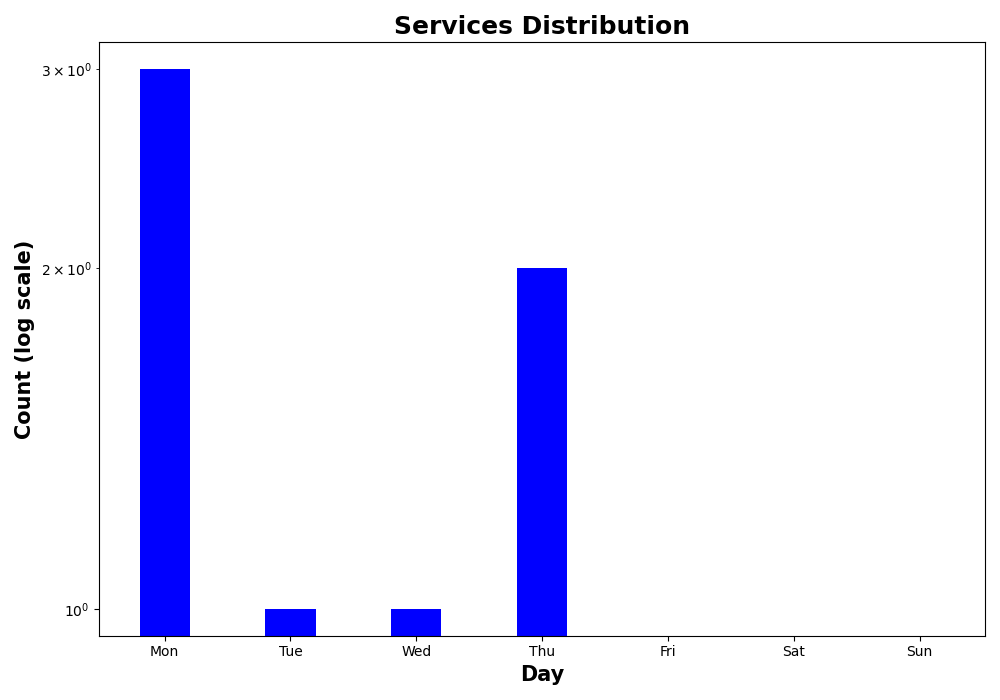 Services Distribution
Count (log scale)
3 × 10⁰
2 × 10⁰
10⁰
Mon Tue Wed Thu Fri Sat Sun
Day